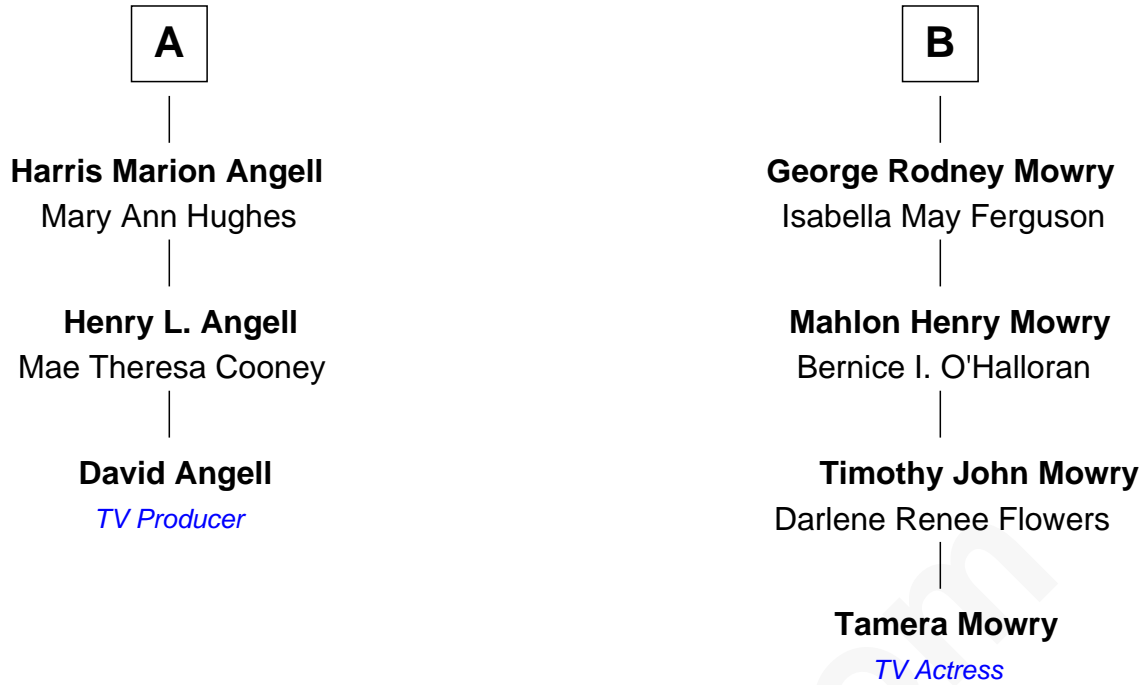 A
Harris Marion Angell
Mary Ann Hughes
Henry L. Angell
Mae Theresa Cooney
David Angell
TV Producer
B
George Rodney Mowry
Isabella May Ferguson
Mahlon Henry Mowry
Bernice I. O'Halloran
Timothy John Mowry
Darlene Renee Flowers
Tamera Mowry
TV Actress